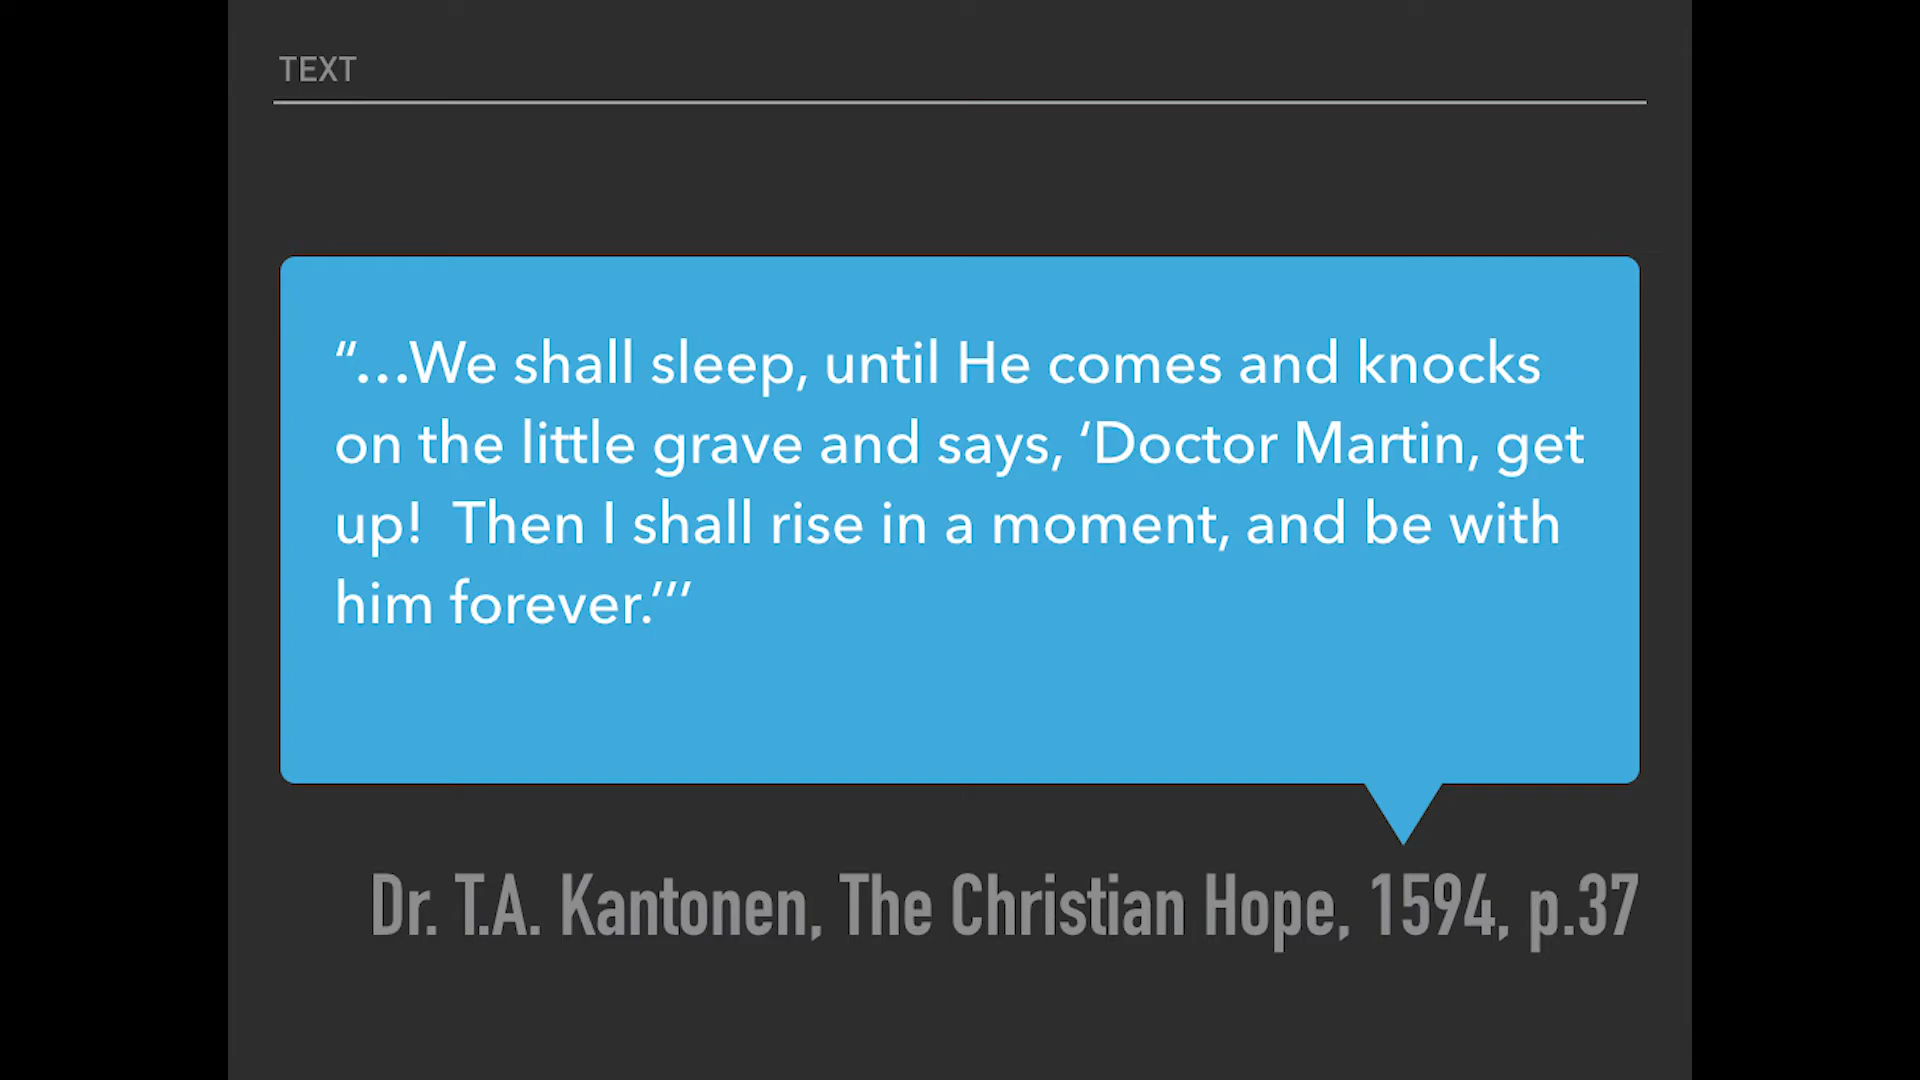 TEXT
“…We shall sleep, until He comes and knocks
on the little grave and says, ‘Doctor Martin, get
up!  Then I shall rise in a moment, and be with
him forever.’”’
Dr. T.A. Kantonen, The Christian Hope, 1594, p.37